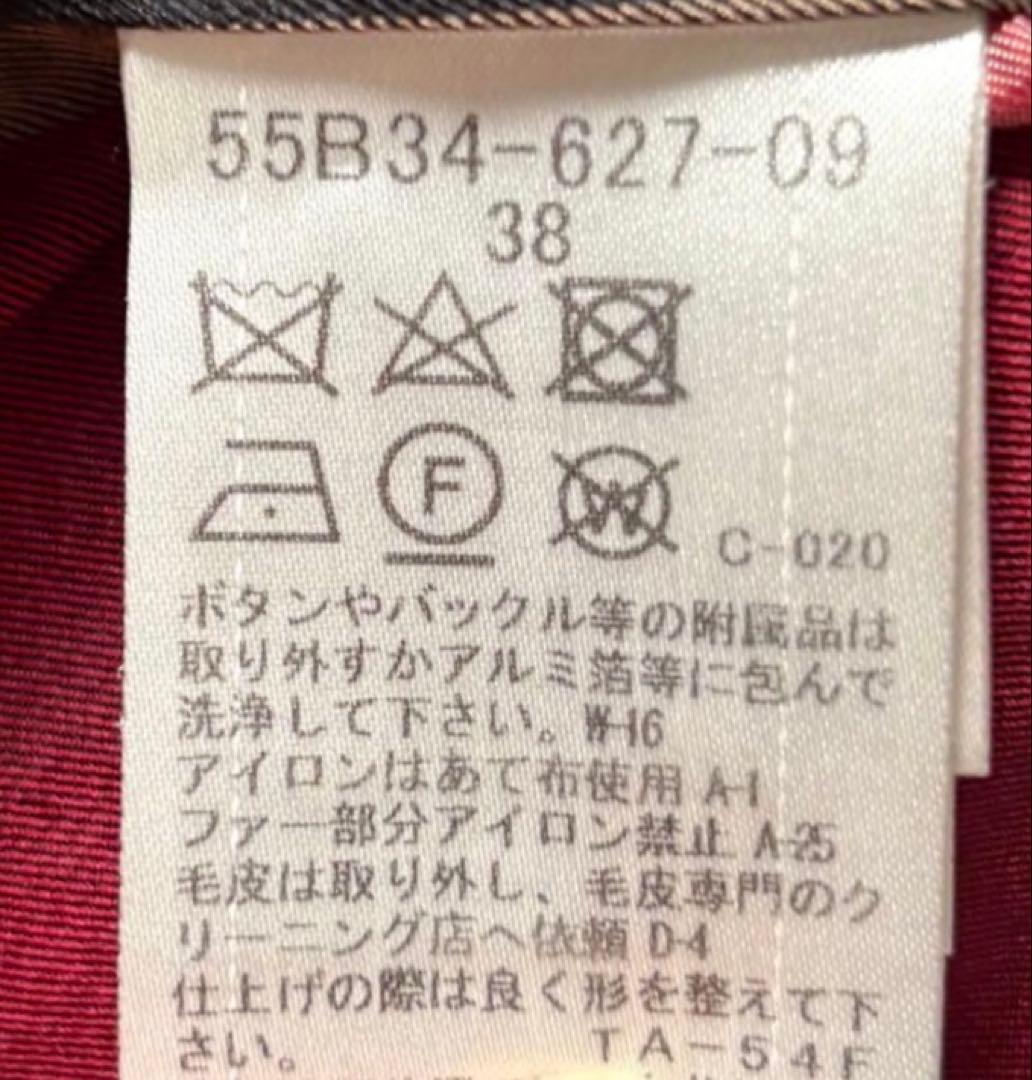 55B34-627-09
38
F
W
C-020
ボタンやバックル等の附属品は
取り外すかアルミ箔等に包んで
洗浄して下さい。W-16
アイロンはあて布使用 A-1
ファー部分アイロン禁止 A-25
毛皮は取り外し、毛皮専門のク
リーニング店へ依頼 D-4
仕上げの際は良く形を整えて下
さい。 TA-54F